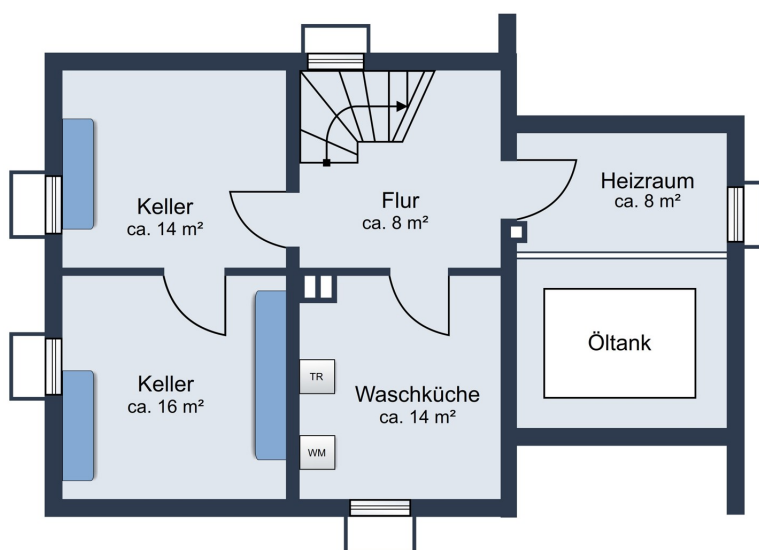 Keller
ca. 14 m²
Flur
ca. 8 m²
Heizraum
ca. 8 m²
Öltank
Keller
ca. 16 m²
TR
WM
Waschküche
ca. 14 m²